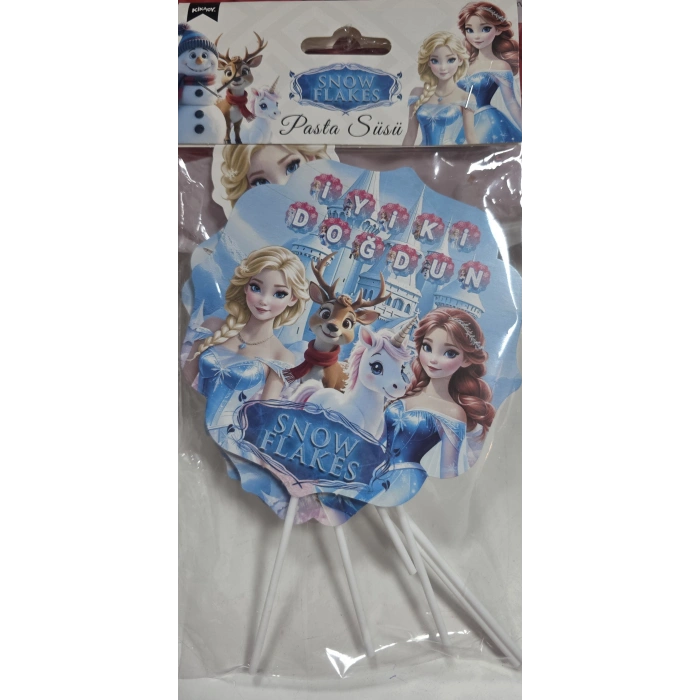 SNOW
FLAKES
Pasta Süsü
İYİKİ
DOĞDUN
SNOW
FLAKES